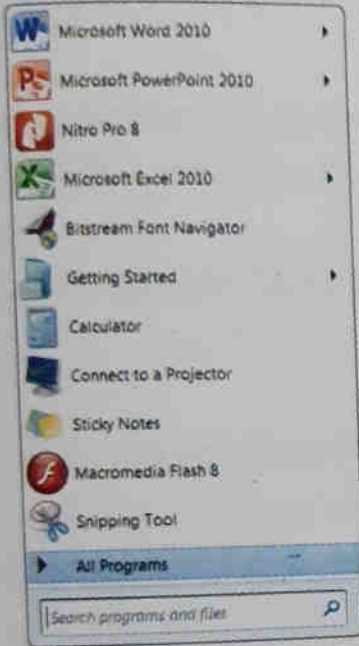 Microsoft Word 2010
Microsoft PowerPoint 2010
Nitro Pro 8
Microsoft Excel 2010
Bitstream Font Navigator
Getting Started
Calculator
Connect to a Projector
Sticky Notes
Macromedia Flash 8
Snipping Tool
All Programs
Search programs and files